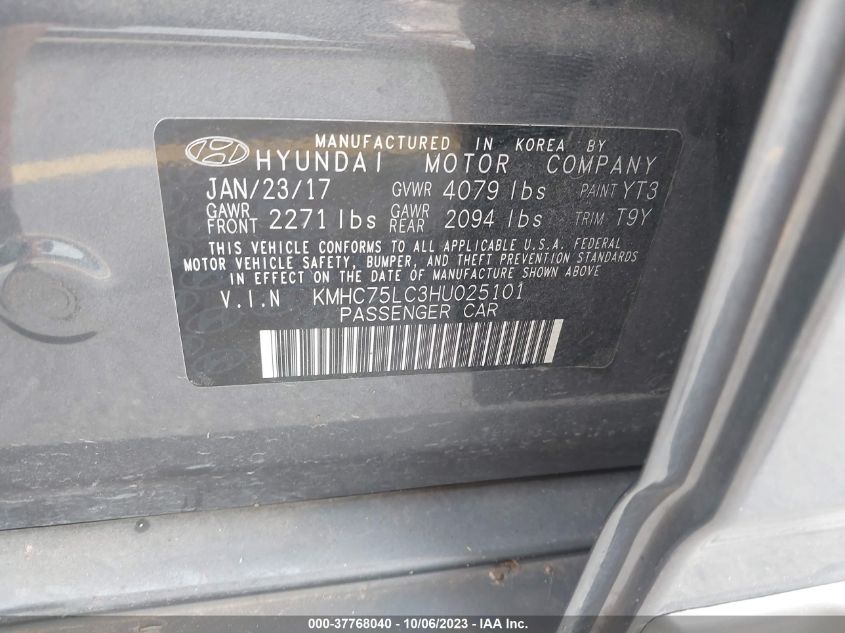 MANUFACTURED IN KOREA BY
HYUNDAI MOTOR COMPANY
JAN/23/17 GVWR 4079 lbs PAINT YT3
GAWR FRONT 2271 lbs GAWR REAR 2094 lbs TRIM T9Y
THIS VEHICLE CONFORMS TO ALL APPLICABLE U.S.A. FEDERAL
MOTOR VEHICLE SAFETY, BUMPER, AND THEFT PREVENTION STANDARDS
IN EFFECT ON THE DATE OF MANUFACTURE SHOWN ABOVE
V.I.N KMHC75LC3HU025101
PASSENGER CAR
000-37768040 - 10/06/2023 - IAA Inc.